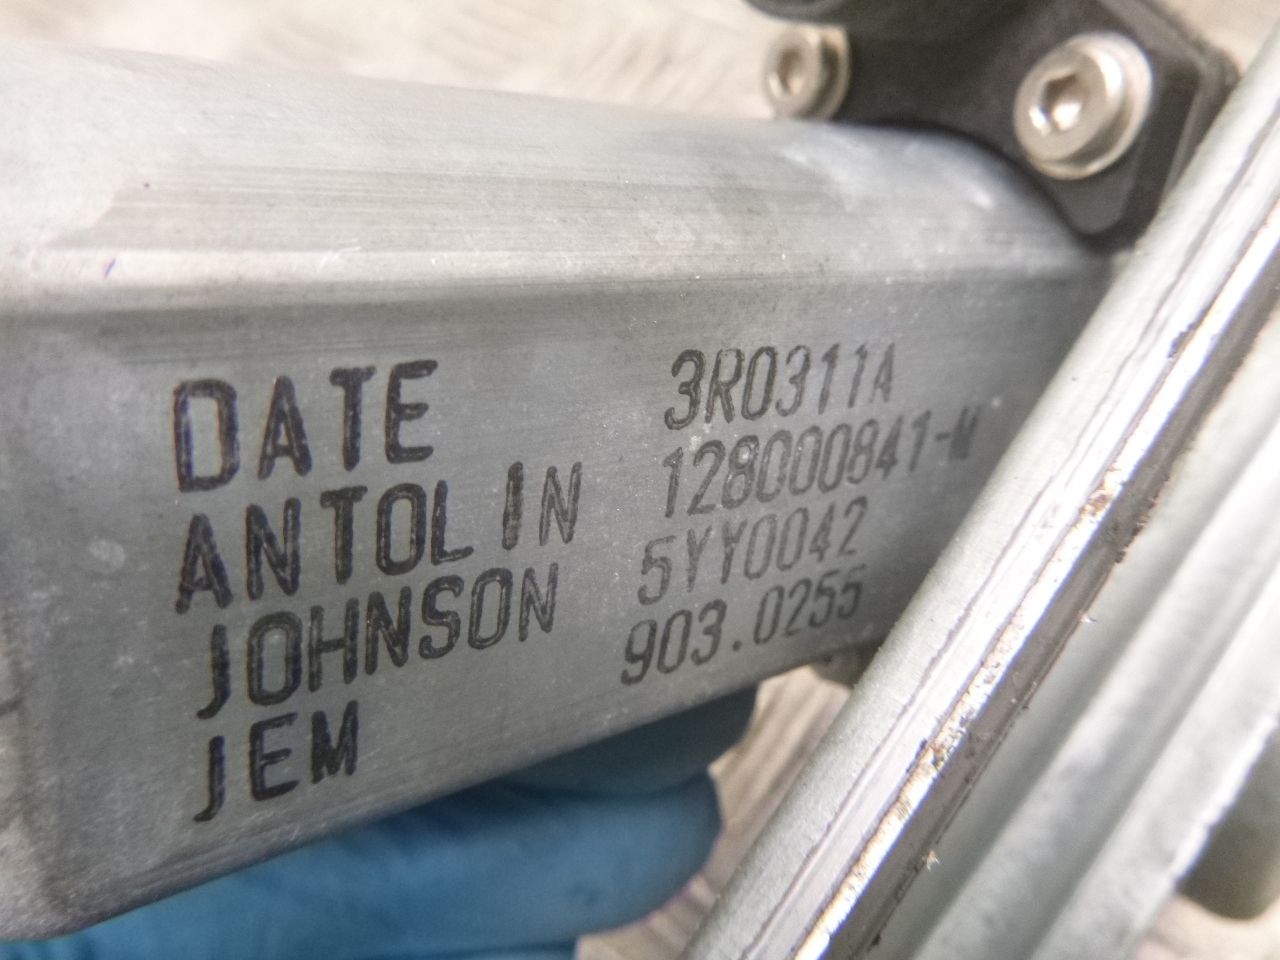 DATE 3R0311A
ANTOLIN 128000841-M
JOHNSON 5YY0042
JEM 903.0255